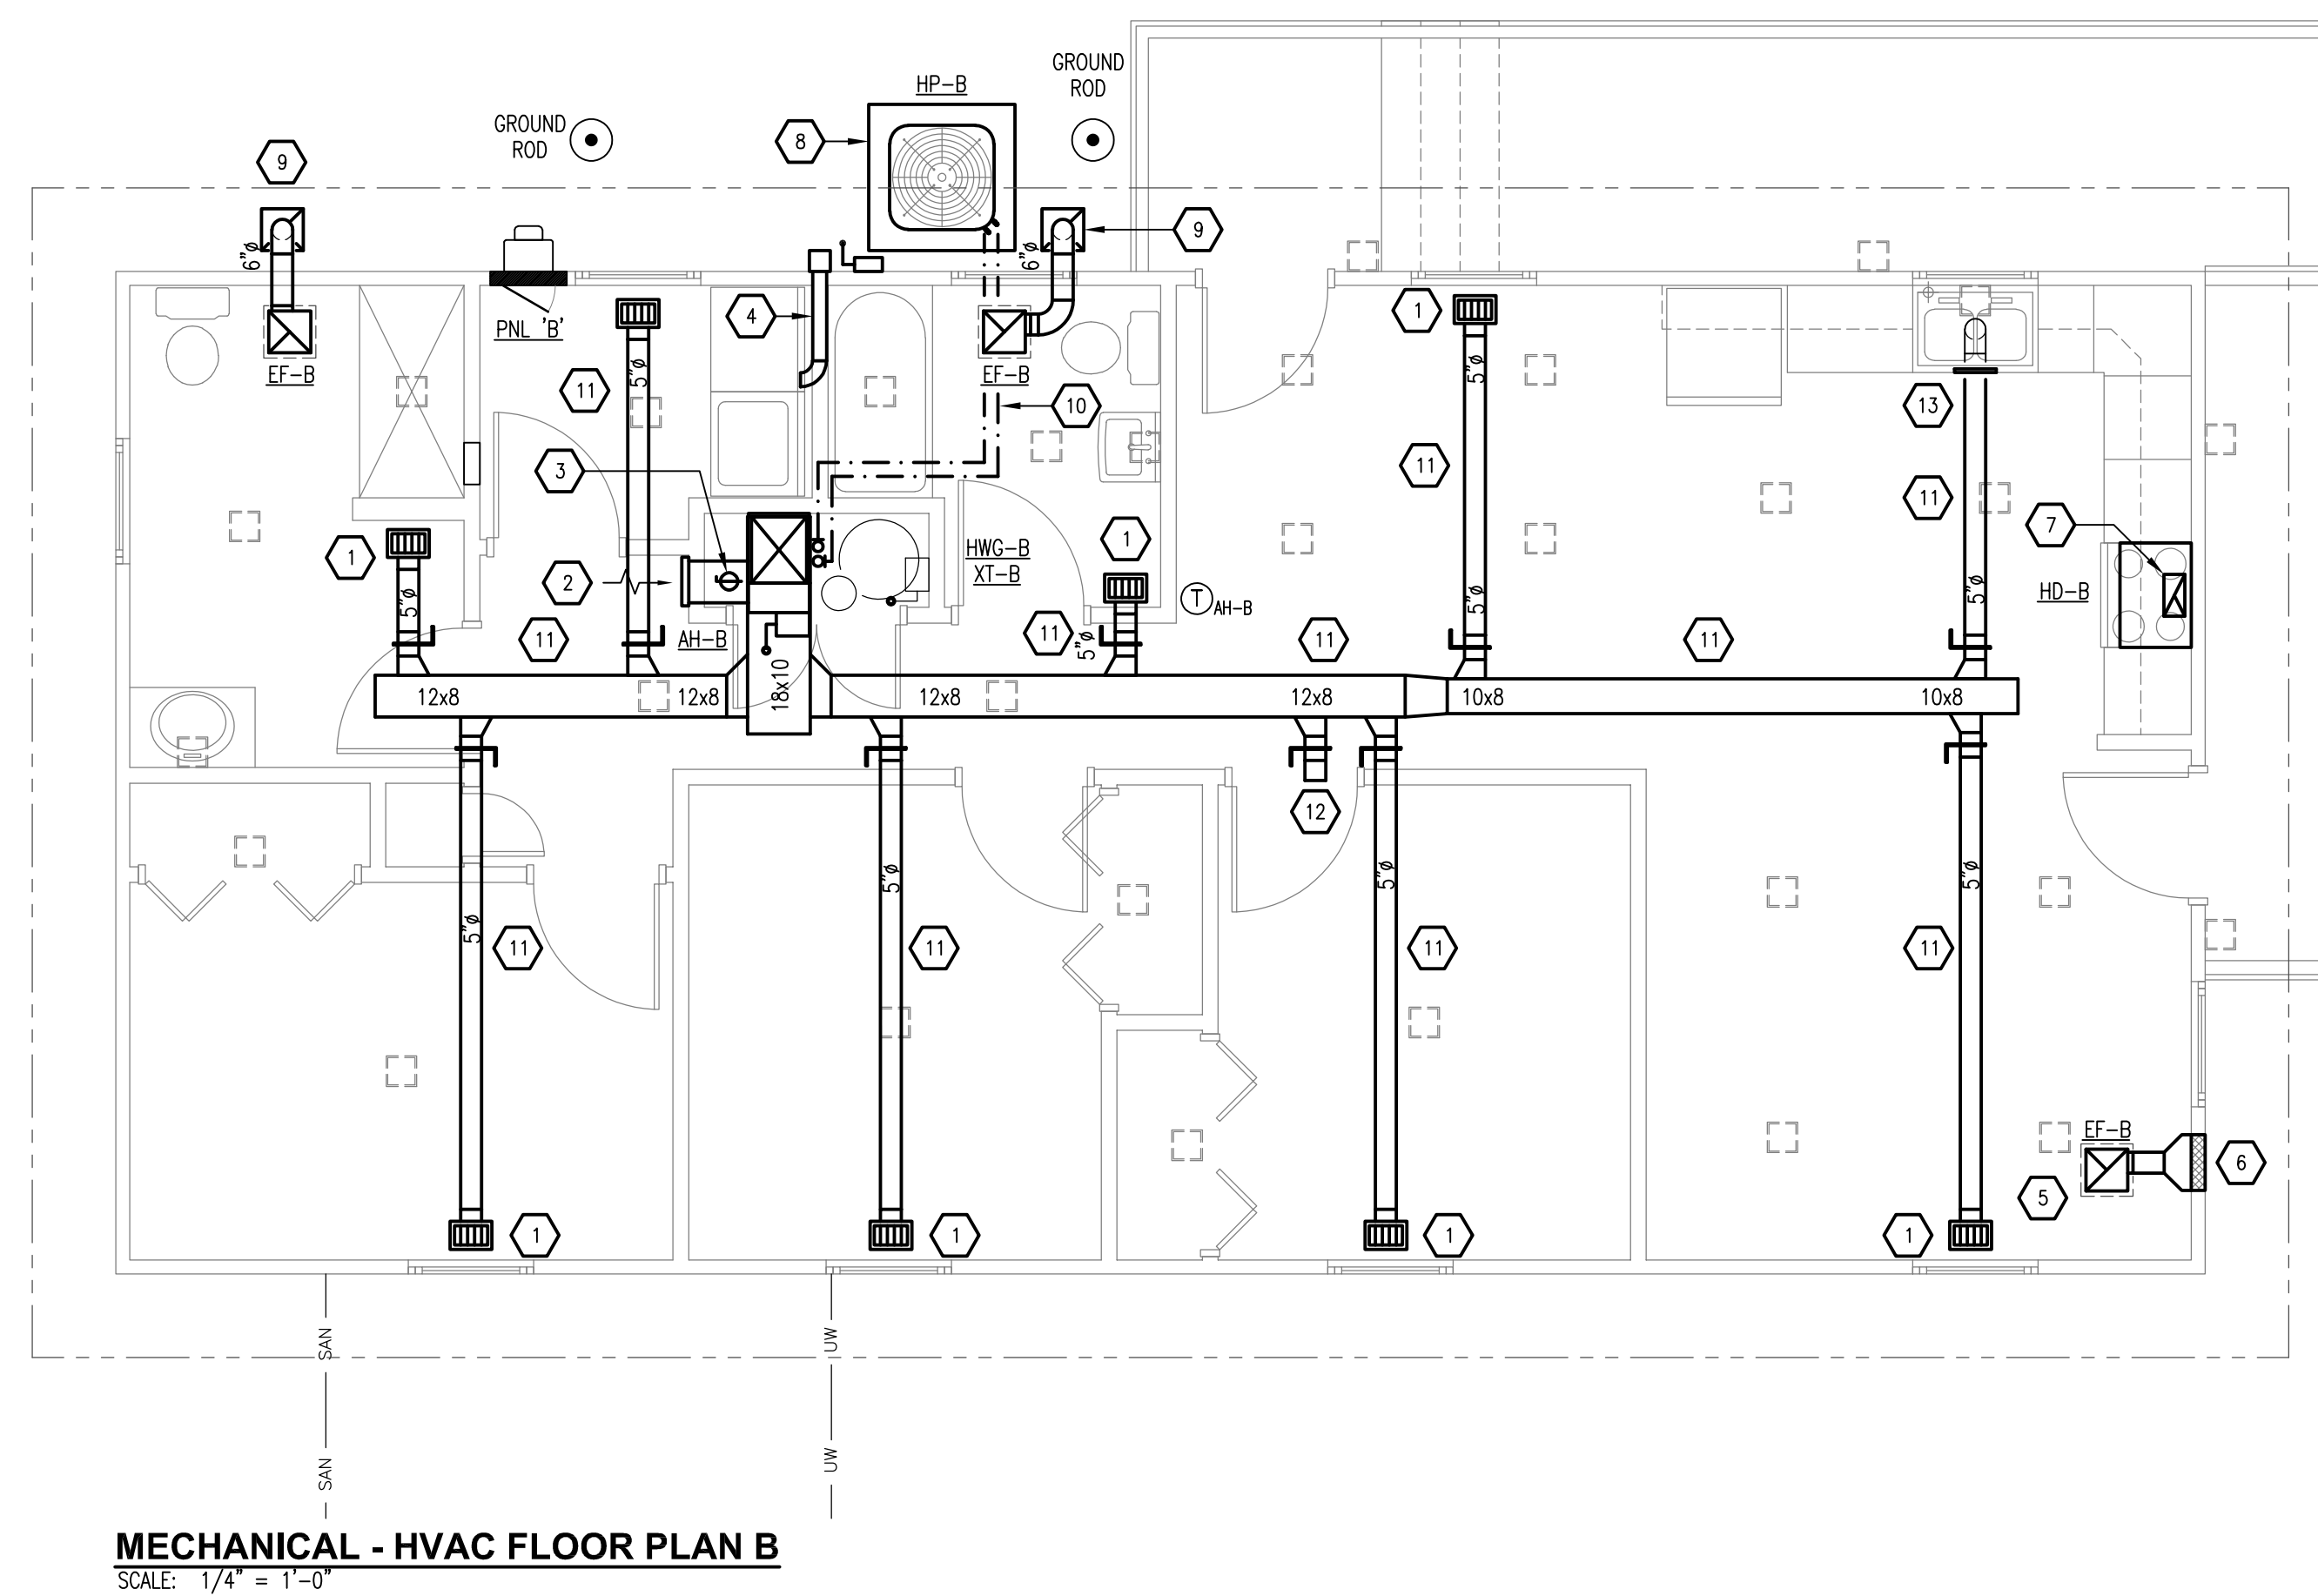 GROUND
ROD
HP-B
GROUND
ROD
8
9
9
6"ø
6"ø
PNL 'B'
4
1
EF-B
EF-B
11
5"ø
5"ø
10
13
3
11
11
7
1
2
HWG-B
XT-B
1
T
AH-B
HD-B
5"ø
5"ø
5"ø
11
AH-B
11
5"ø
11
11
12x8
12x8
18x10
12x8
12x8
10x8
10x8
12
5"ø
5"ø
5"ø
5"ø
11
11
11
11
EF-B
6
5
1
1
1
1
SAN
UW
SAN
UW
MECHANICAL - HVAC FLOOR PLAN B
SCALE: 1/4" = 1'-0"